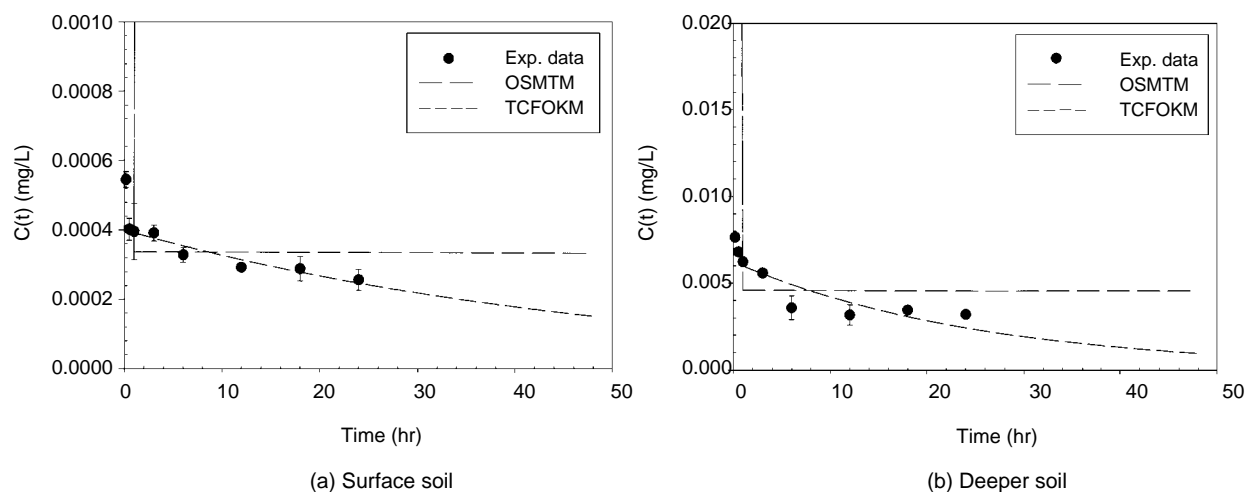 0.0010
0.0008
0.0006
0.0004
0.0002
0.0000
C(t) (mg/L)
Exp. data
OSMTM
TCFOKM
0 10 20 30 40 50
Time (hr)
(a) Surface soil
0.020
0.015
0.010
0.005
0.000
C(t) (mg/L)
Exp. data
OSMTM
TCFOKM
0 10 20 30 40 50
Time (hr)
(b) Deeper soil